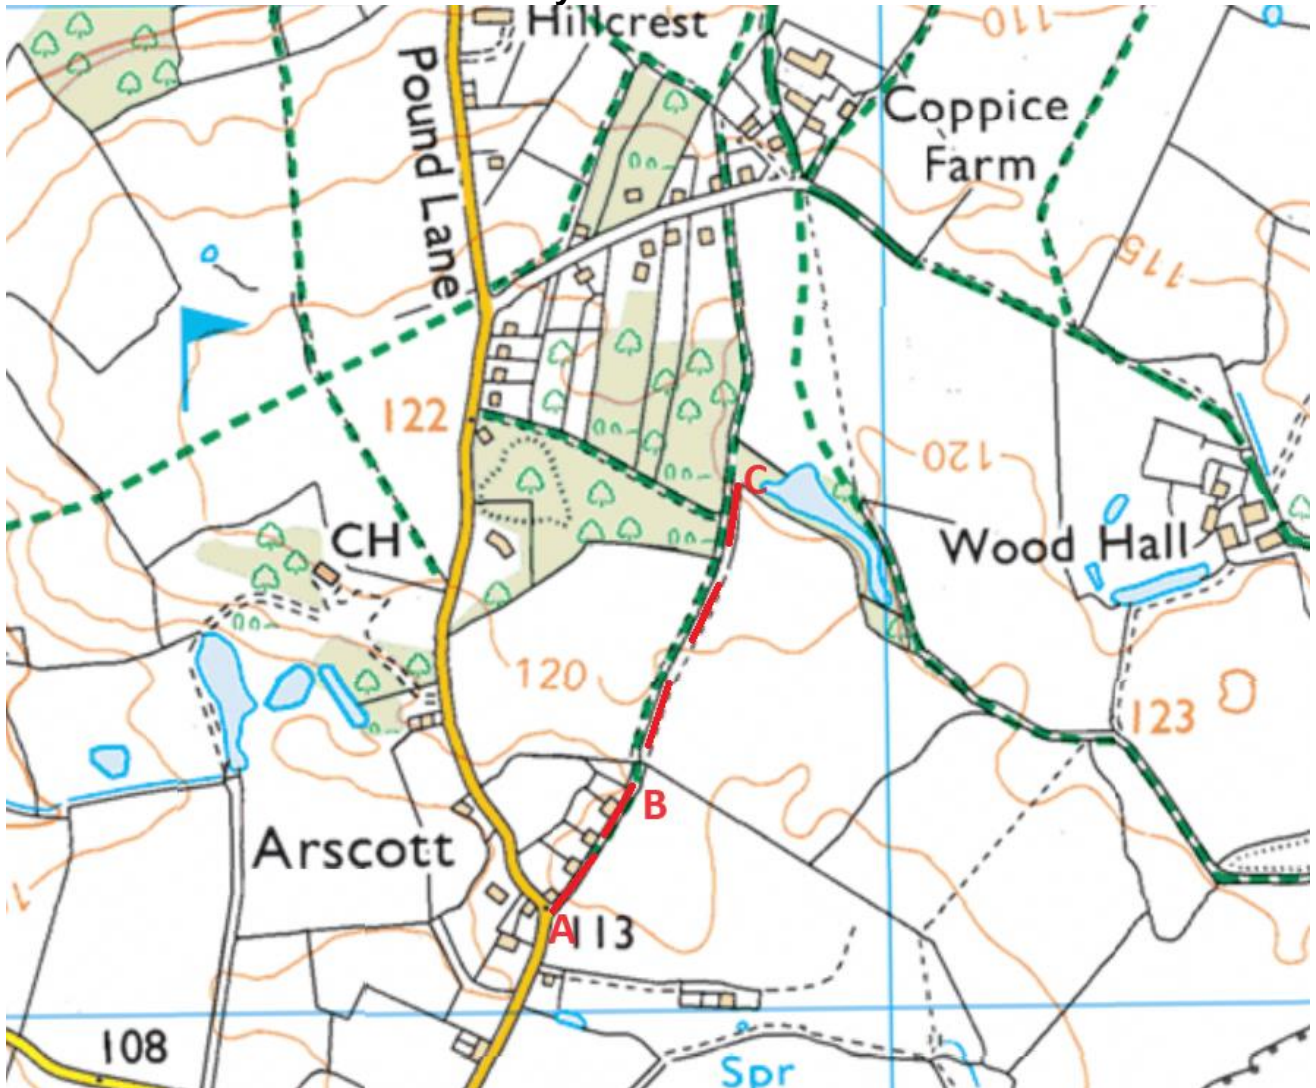 Hillcrest
110
Pound Lane
Coppice
Farm
115
122
120
C
CH
Wood Hall
120
123
B
Arscott
A
113
108
Spr